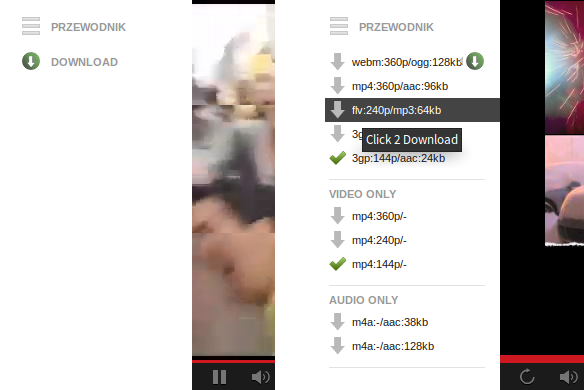 PRZEWODNIK
DOWNLOAD
PRZEWODNIK
webm:360p/ogg:128kb
mp4:360p/aac:96kb
flv:240p/mp3:64kb
3g
Click 2 Download
3gp:144p/aac:24kb
VIDEO ONLY
mp4:360p/-
mp4:240p/-
mp4:144p/-
AUDIO ONLY
m4a:-/aac:38kb
m4a:-/aac:128kb